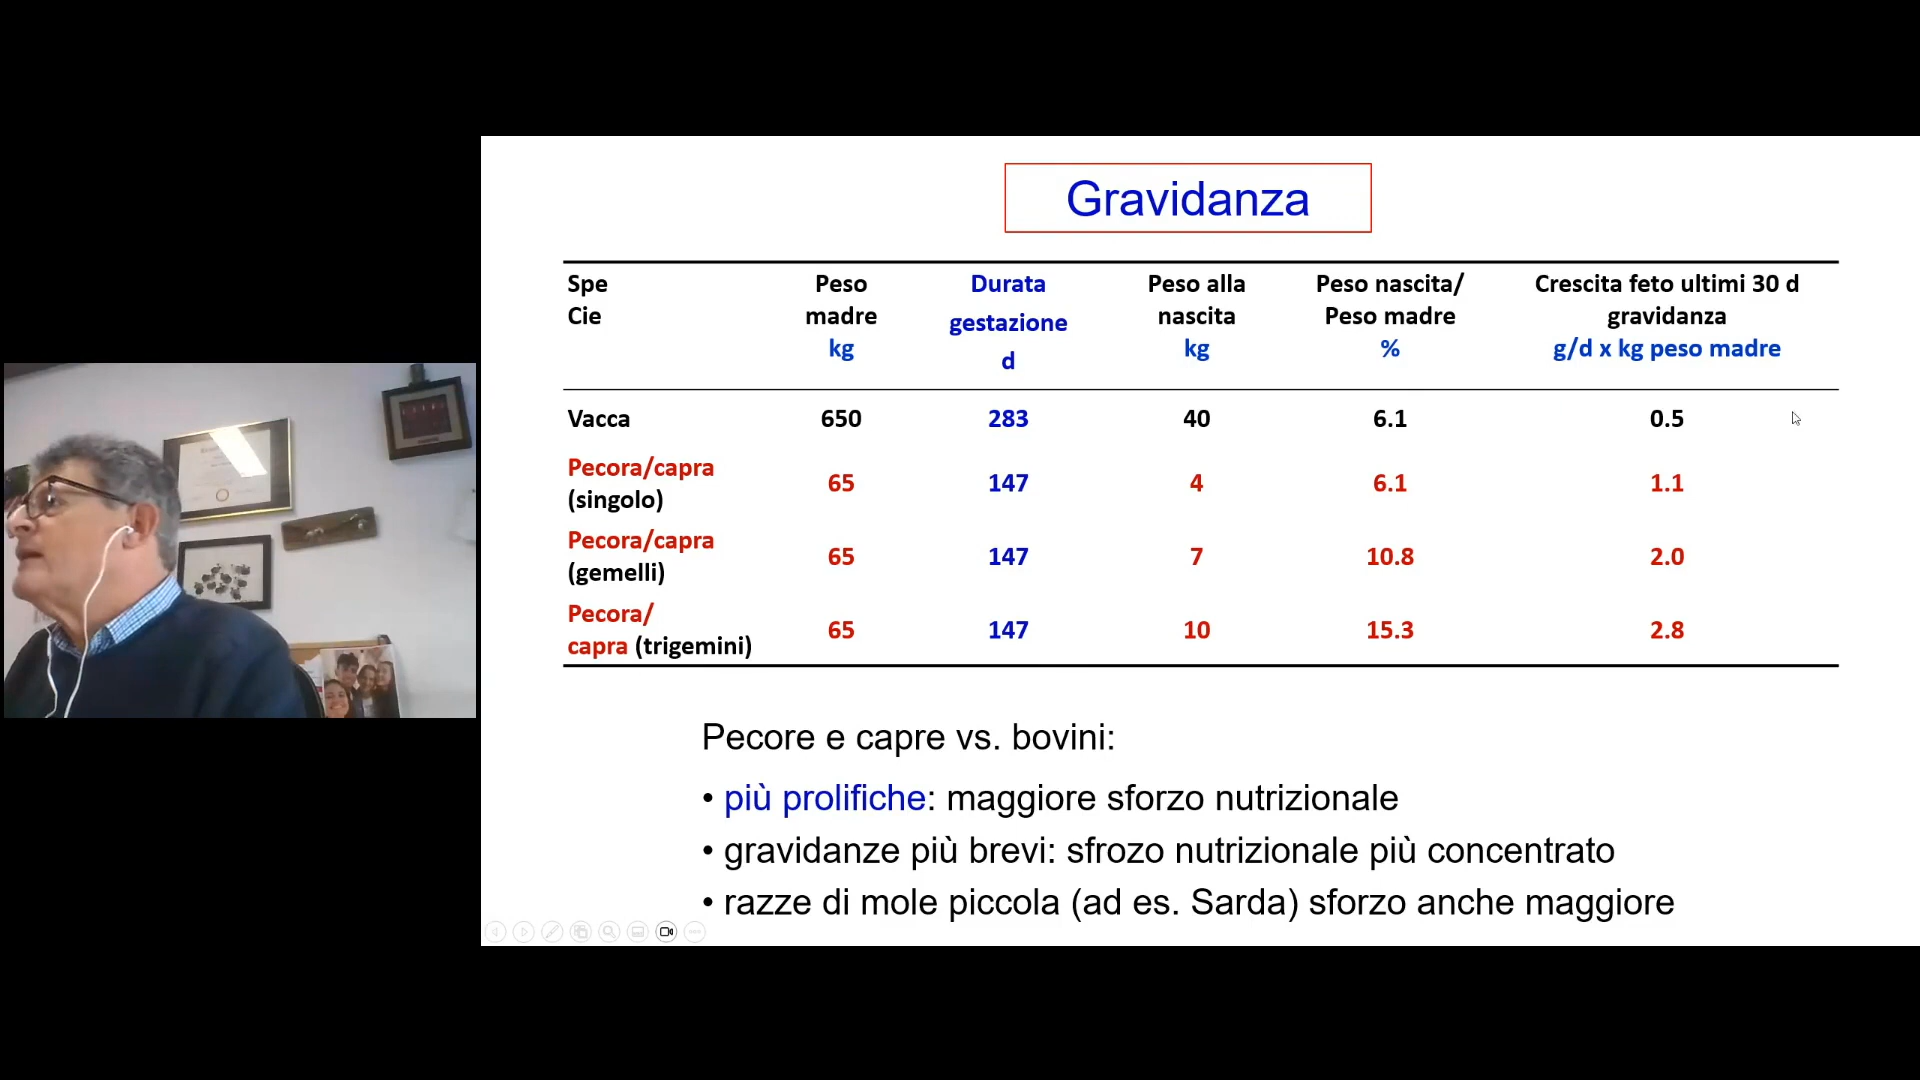 Gravidanza
Spe
Cie
Peso
madre
kg
Durata
gestazione
d
Peso alla
nascita
kg
Peso nascita/
Peso madre
%
Crescita feto ultimi 30 d
gravidanza
g/d x kg peso madre
Vacca 650 283 40 6.1 0.5
Pecora/capra
(singolo) 65 147 4 6.1 1.1
Pecora/capra
(gemelli) 65 147 7 10.8 2.0
Pecora/
capra (trigemini) 65 147 10 15.3 2.8
Pecore e capre vs. bovini:
• più prolifiche: maggiore sforzo nutrizionale
• gravidanze più brevi: sfrozo nutrizionale più concentrato
• razze di mole piccola (ad es. Sarda) sforzo anche maggiore